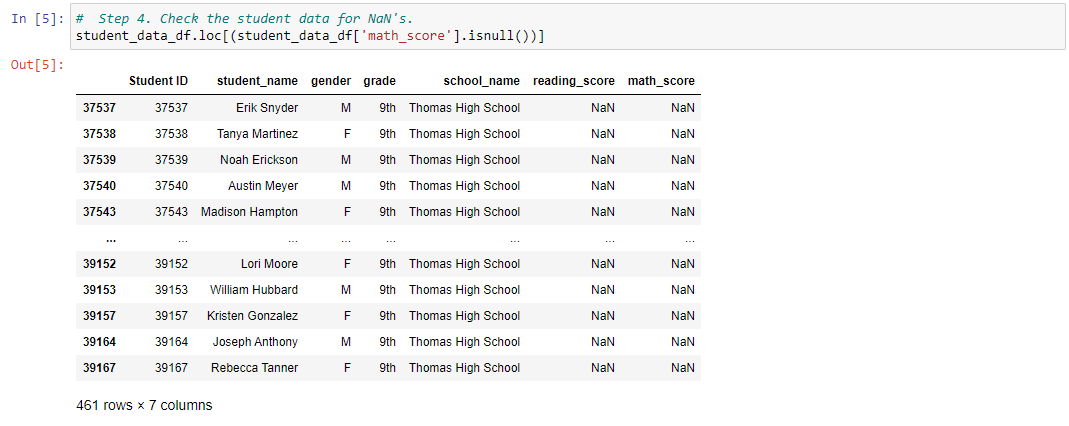 In [5]: #  Step 4. Check the student data for NaN's.
student_data_df.loc[(student_data_df['math_score'].isnull())]
Out[5]:
Student ID student_name gender grade school_name reading_score math_score
37537 37537 Erik Snyder M 9th Thomas High School NaN NaN
37538 37538 Tanya Martinez F 9th Thomas High School NaN NaN
37539 37539 Noah Erickson M 9th Thomas High School NaN NaN
37540 37540 Austin Meyer M 9th Thomas High School NaN NaN
37543 37543 Madison Hampton F 9th Thomas High School NaN NaN
... ... ... ... ... ... ... ...
39152 39152 Lori Moore F 9th Thomas High School NaN NaN
39153 39153 William Hubbard M 9th Thomas High School NaN NaN
39157 39157 Kristen Gonzalez F 9th Thomas High School NaN NaN
39164 39164 Joseph Anthony M 9th Thomas High School NaN NaN
39167 39167 Rebecca Tanner F 9th Thomas High School NaN NaN
461 rows × 7 columns